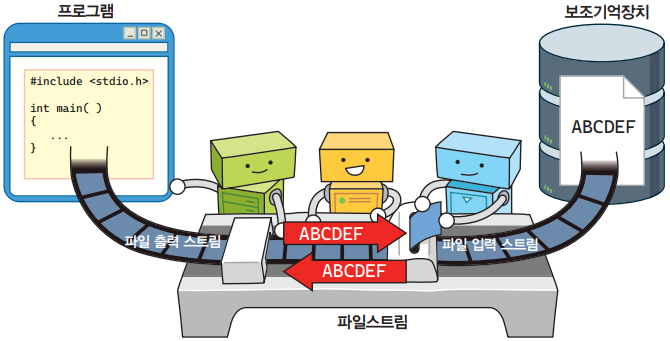 프로그램
보조기억장치
#include <stdio.h>
int main( )
{
...
}
ABCDEF
파일 출력 스트림
ABCDEF
파일 입력 스트림
ABCDEF
파일스트림